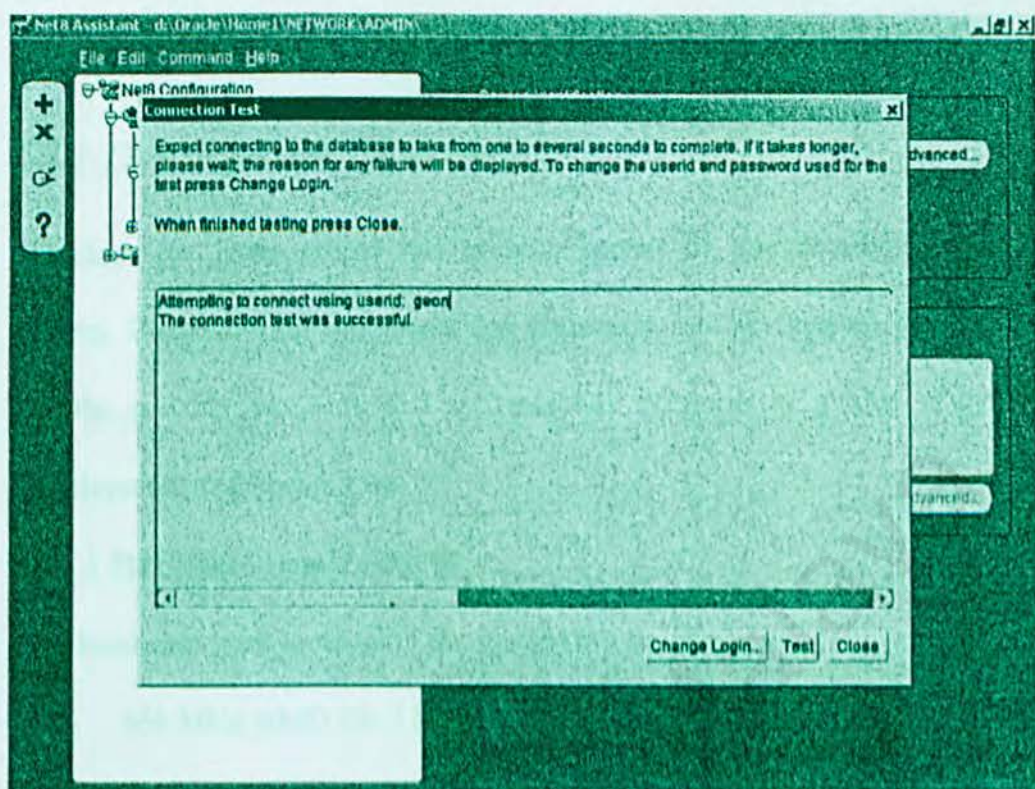 Net8 Assistant - d:\Oracle\Home1\NETWORK\ADMIN\
File Edit Command Help
Net8 Configuration
Connection Test
Expect connecting to the database to take from one to several seconds to complete. If it takes longer,
please wait; the reason for any failure will be displayed. To change the userid and password used for the
test press Change Login.
When finished testing press Close.
dvanced...
Attempting to connect using userid: geon
The connection test was successful.
dvanced...
Change Login... Test Close